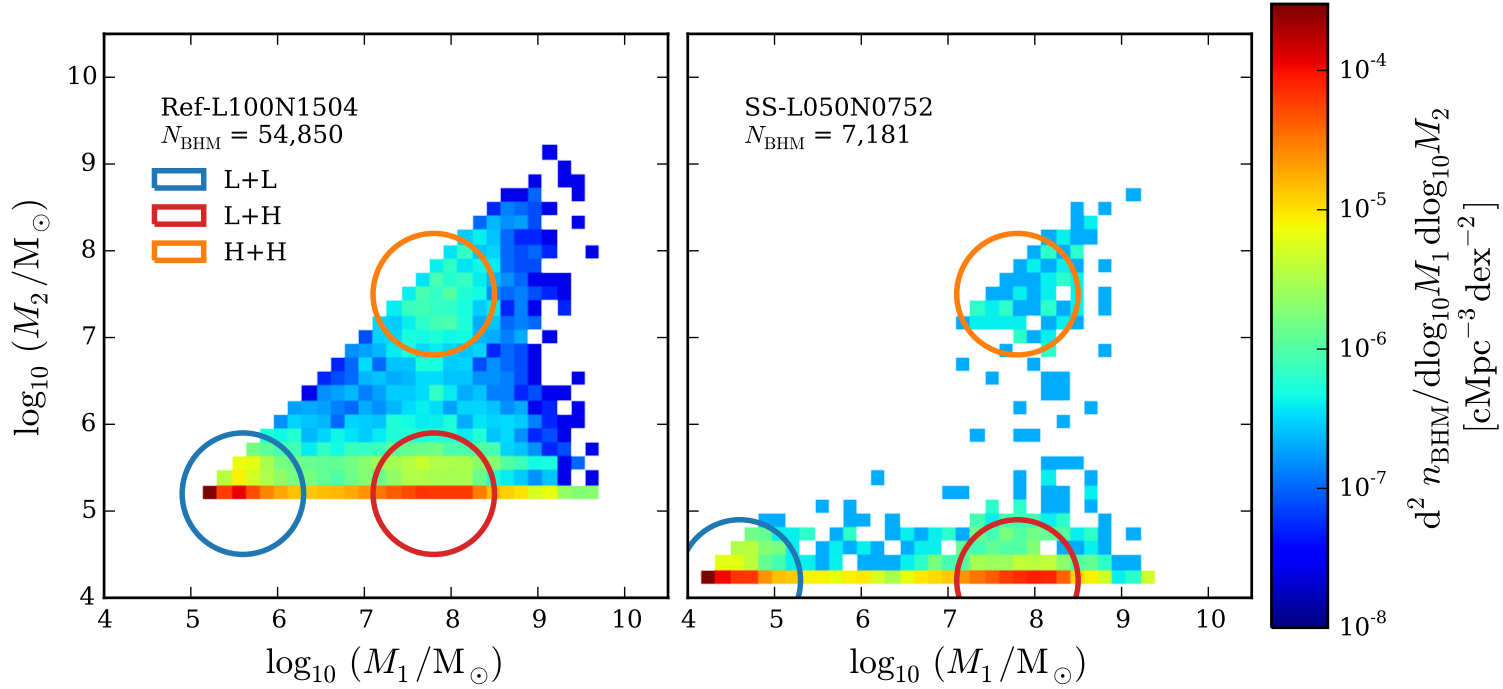 Ref-L100N1504
N_BHM = 54,850
L+L
L+H
H+H
SS-L050N0752
N_BHM = 7,181
10
9
8
7
6
5
4
log₁₀ (M₂/M⊙)
4 5 6 7 8 9 10
log₁₀ (M₁/M⊙)
4 5 6 7 8 9 10
log₁₀ (M₁/M⊙)
10⁻⁴
10⁻⁵
10⁻⁶
10⁻⁷
10⁻⁸
d² n_BHM/dlog₁₀M₁ dlog₁₀M₂
[cMpc⁻³ dex⁻²]